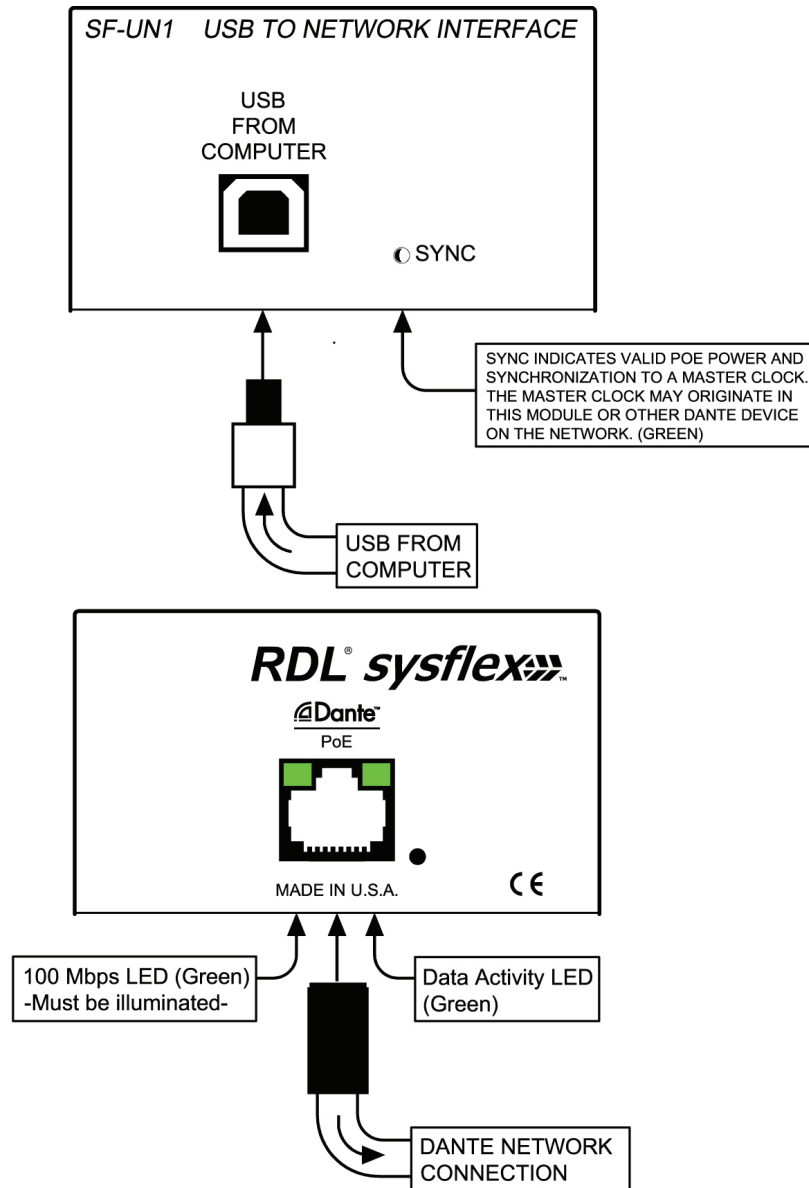 SF-UN1 USB TO NETWORK INTERFACE
USB
FROM
COMPUTER
SYNC
SYNC INDICATES VALID POE POWER AND
SYNCHRONIZATION TO A MASTER CLOCK.
THE MASTER CLOCK MAY ORIGINATE IN
THIS MODULE OR OTHER DANTE DEVICE
ON THE NETWORK. (GREEN)
USB FROM
COMPUTER
RDL® sysflex™
Dante™
PoE
MADE IN U.S.A.
CE
100 Mbps LED (Green)
-Must be illuminated-
Data Activity LED
(Green)
DANTE NETWORK
CONNECTION